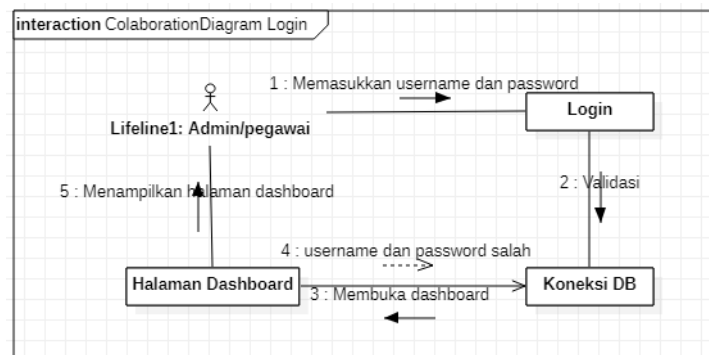 interaction ColaborationDiagram Login
1 : Memasukkan username dan password
Lifeline1: Admin/pegawai
Login
2 : Validasi
5 : Menampilkan halaman dashboard
4 : username dan password salah
Halaman Dashboard
Koneksi DB
3 : Membuka dashboard